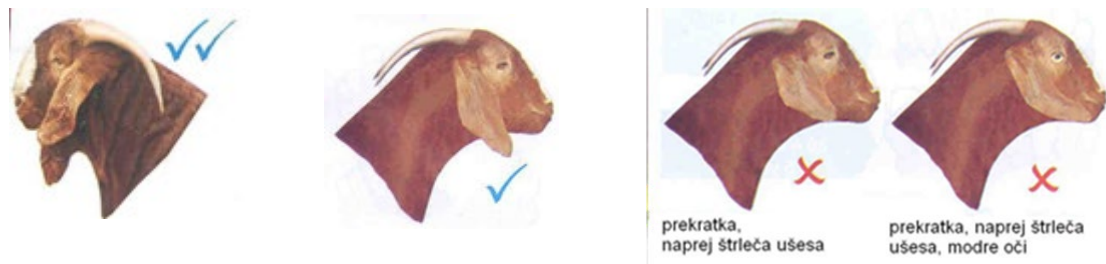 prekratka,
naprej štrleča ušesa
prekratka, naprej štrleča
ušesa, modre oči